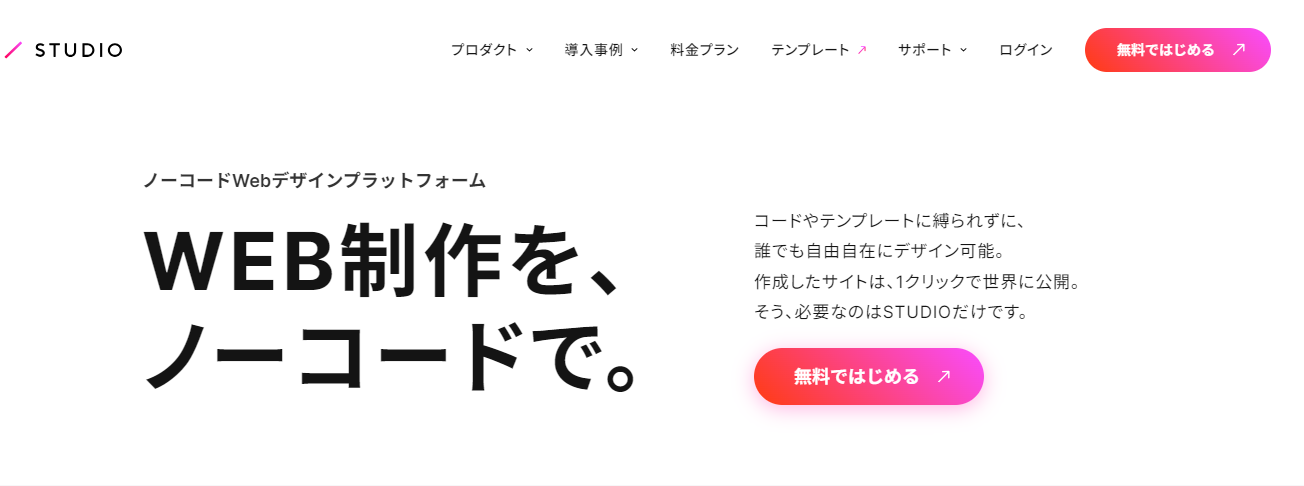 STUDIO
プロダクト
導入事例
料金プラン
テンプレート
サポート
ログイン
無料ではじめる
ノーコードWebデザインプラットフォーム
WEB制作を、
ノーコードで。
コードやテンプレートに縛られずに、
誰でも自由自在にデザイン可能。
作成したサイトは、1クリックで世界に公開。
そう、必要なのはSTUDIOだけです。
無料ではじめる